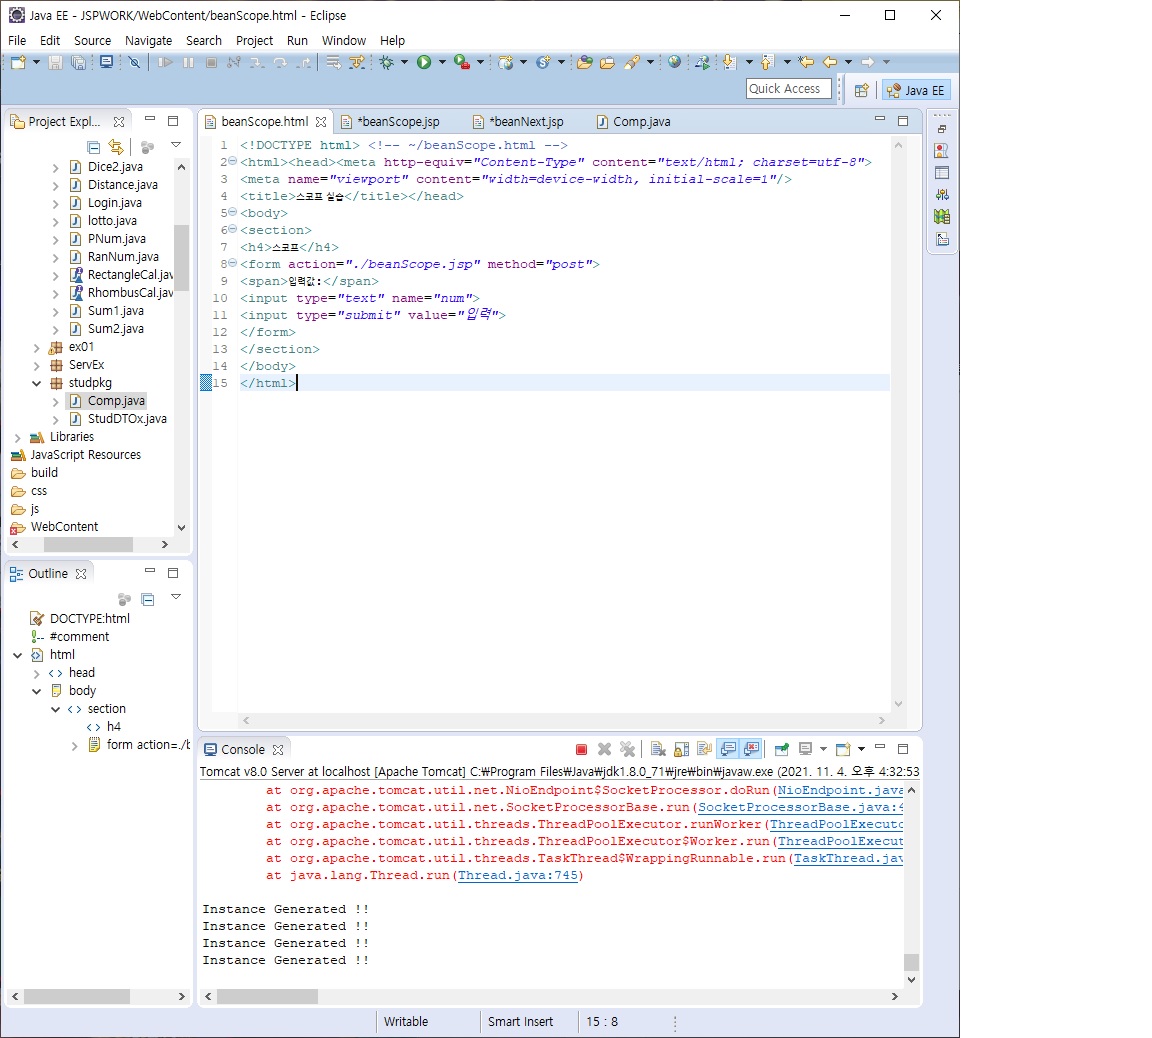 Java EE - JSPWORK/WebContent/beanScope.html - Eclipse
File Edit Source Navigate Search Project Run Window Help
Quick Access
Java EE
Project Expl...
Dice2.java
Distance.java
Login.java
lotto.java
PNum.java
RanNum.java
RectangleCal.jav
RhombusCal.jav
Sum1.java
Sum2.java
ex01
ServEx
studpkg
Comp.java
StudDTOx.java
Libraries
JavaScript Resources
build
css
js
WebContent
Outline
DOCTYPE:html
#comment
html
head
body
section
h4
form action=./b
beanScope.html *beanScope.jsp *beanNext.jsp Comp.java
1 <!DOCTYPE html> <!-- ~/beanScope.html -->
2 <html><head><meta http-equiv="Content-Type" content="text/html; charset=utf-8">
3 <meta name="viewport" content="width=device-width, initial-scale=1"/>
4 <title>스코프 실습</title></head>
5 <body>
6 <section>
7 <h4>스코프</h4>
8 <form action="./beanScope.jsp" method="post">
9 <span>입력값:</span>
10 <input type="text" name="num">
11 <input type="submit" value="입력">
12 </form>
13 </section>
14 </body>
15 </html>
Console
Tomcat v8.0 Server at localhost [Apache Tomcat] C:₩Program Files₩Java₩jdk1.8.0_71₩jre₩bin₩javaw.exe (2021. 11. 4. 오후 4:32:53
at org.apache.tomcat.util.net.NioEndpoint$SocketProcessor.doRun(NioEndpoint.java
at org.apache.tomcat.util.net.SocketProcessorBase.run(SocketProcessorBase.java:4
at org.apache.tomcat.util.threads.ThreadPoolExecutor.runWorker(ThreadPoolExecuto
at org.apache.tomcat.util.threads.ThreadPoolExecutor$Worker.run(ThreadPoolExecut
at org.apache.tomcat.util.threads.TaskThread$WrappingRunnable.run(TaskThread.jav
at java.lang.Thread.run(Thread.java:745)
Instance Generated !!
Instance Generated !!
Instance Generated !!
Instance Generated !!
Writable Smart Insert 15 : 8